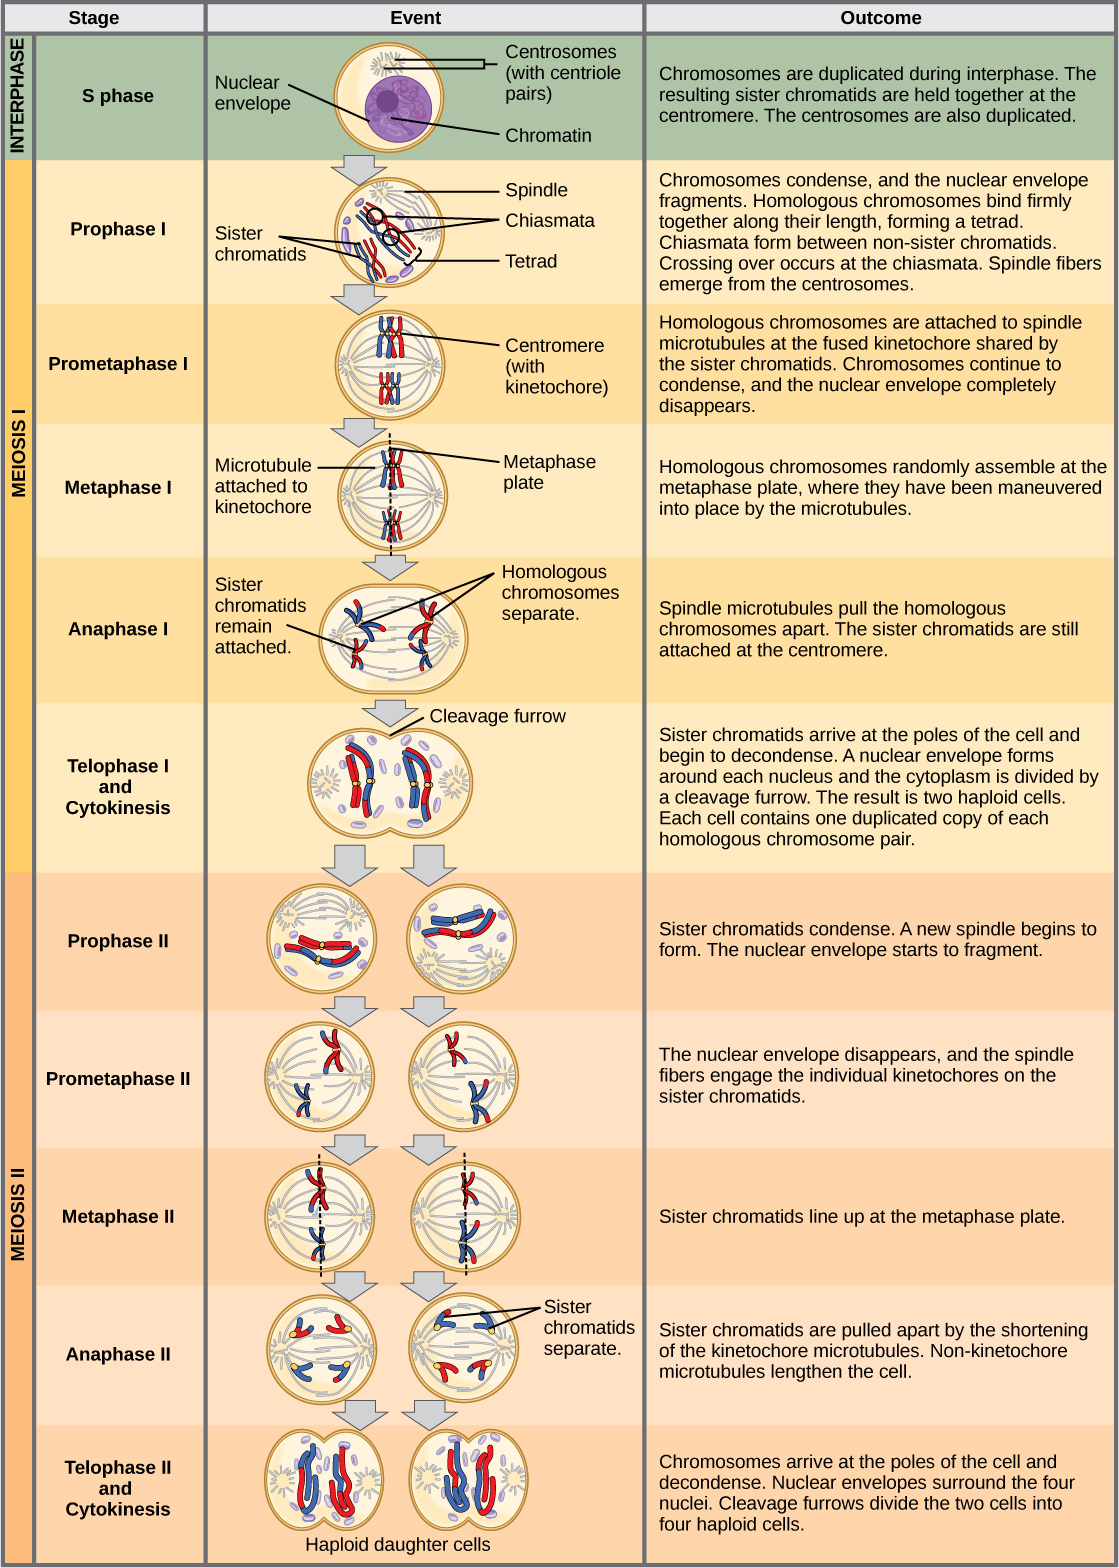 Stage
Event
Outcome
INTERPHASE
S phase
Nuclear
envelope
Centrosomes
(with centriole
pairs)
Chromatin
Chromosomes are duplicated during interphase. The
resulting sister chromatids are held together at the
centromere. The centrosomes are also duplicated.
MEIOSIS I
Prophase I
Sister
chromatids
Spindle
Chiasmata
Tetrad
Chromosomes condense, and the nuclear envelope
fragments. Homologous chromosomes bind firmly
together along their length, forming a tetrad.
Chiasmata form between non-sister chromatids.
Crossing over occurs at the chiasmata. Spindle fibers
emerge from the centrosomes.
Prometaphase I
Centromere
(with
kinetochore)
Homologous chromosomes are attached to spindle
microtubules at the fused kinetochore shared by
the sister chromatids. Chromosomes continue to
condense, and the nuclear envelope completely
disappears.
Metaphase I
Microtubule
attached to
kinetochore
Metaphase
plate
Homologous chromosomes randomly assemble at the
metaphase plate, where they have been maneuvered
into place by the microtubules.
Anaphase I
Sister
chromatids
remain
attached.
Homologous
chromosomes
separate.
Spindle microtubules pull the homologous
chromosomes apart. The sister chromatids are still
attached at the centromere.
Telophase I
and
Cytokinesis
Cleavage furrow
Sister chromatids arrive at the poles of the cell and
begin to decondense. A nuclear envelope forms
around each nucleus and the cytoplasm is divided by
a cleavage furrow. The result is two haploid cells.
Each cell contains one duplicated copy of each
homologous chromosome pair.
MEIOSIS II
Prophase II
Sister chromatids condense. A new spindle begins to
form. The nuclear envelope starts to fragment.
Prometaphase II
The nuclear envelope disappears, and the spindle
fibers engage the individual kinetochores on the
sister chromatids.
Metaphase II
Sister chromatids line up at the metaphase plate.
Anaphase II
Sister
chromatids
separate.
Sister chromatids are pulled apart by the shortening
of the kinetochore microtubules. Non-kinetochore
microtubules lengthen the cell.
Telophase II
and
Cytokinesis
Haploid daughter cells
Chromosomes arrive at the poles of the cell and
decondense. Nuclear envelopes surround the four
nuclei. Cleavage furrows divide the two cells into
four haploid cells.